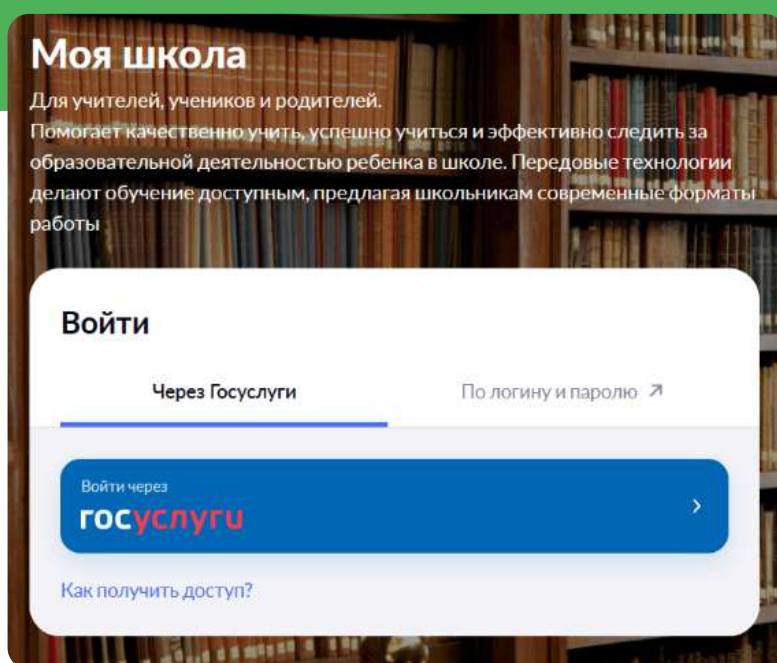 Моя школа
Для учителей, учеников и родителей.
Помогает качественно учить, успешно учиться и эффективно следить за
образовательной деятельностью ребенка в школе. Передовые технологии
делают обучение доступным, предлагая школьникам современные форматы
работы
Войти
Через Госуслуги
По логину и паролю
Войти через
госуслуги
Как получить доступ?